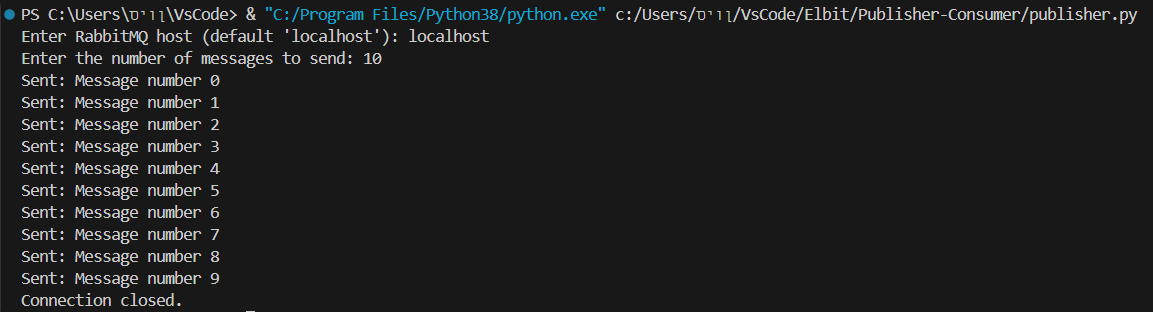 PS C:\Users\וויס\VsCode> & "C:/Program Files/Python38/python.exe" c:/Users/וויס/VsCode/Elbit/Publisher-Consumer/publisher.py
Enter RabbitMQ host (default 'localhost'): localhost
Enter the number of messages to send: 10
Sent: Message number 0
Sent: Message number 1
Sent: Message number 2
Sent: Message number 3
Sent: Message number 4
Sent: Message number 5
Sent: Message number 6
Sent: Message number 7
Sent: Message number 8
Sent: Message number 9
Connection closed.